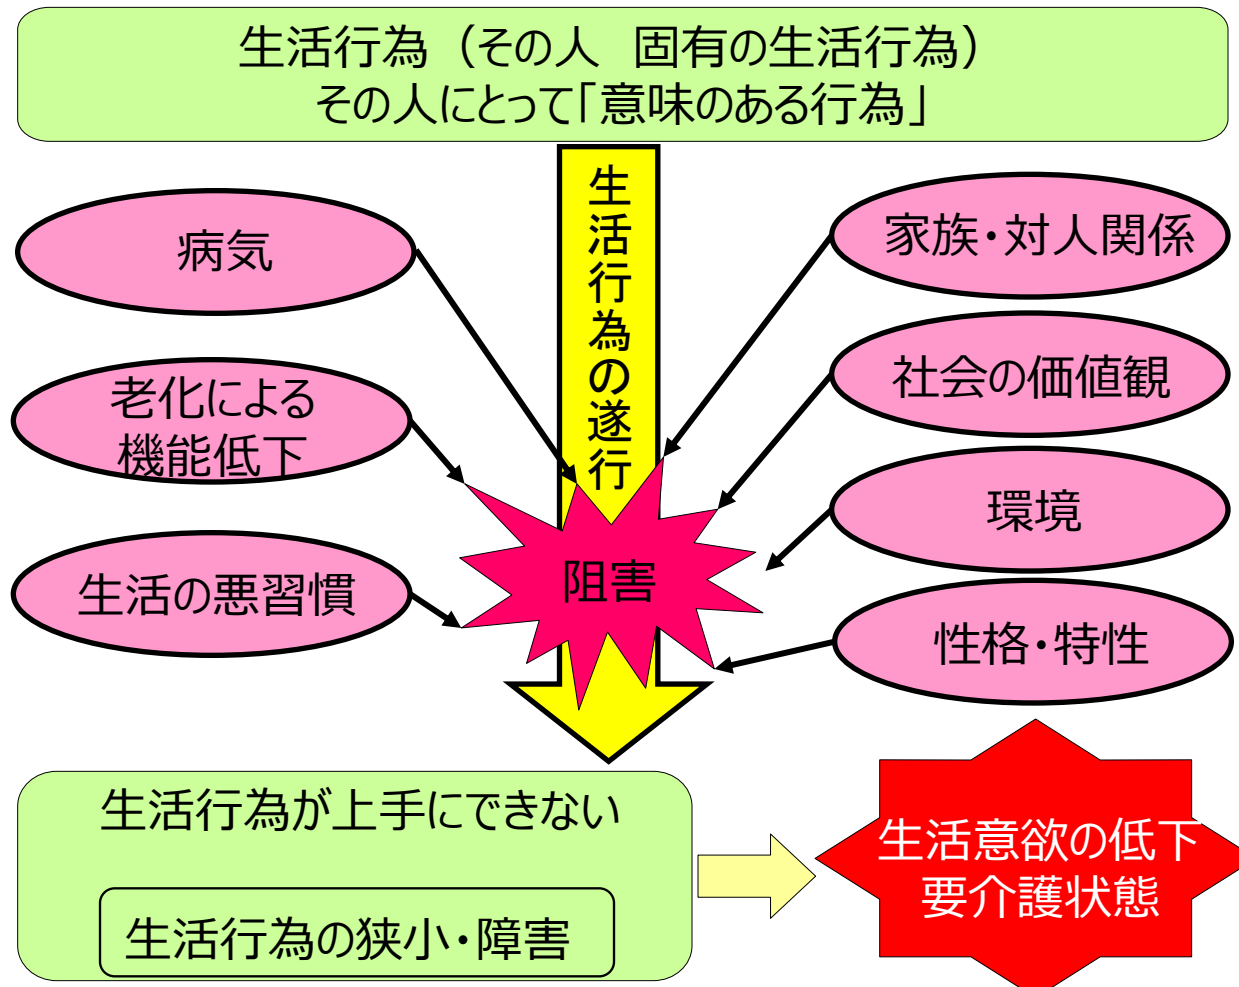 生活行為（その人　固有の生活行為）
その人にとって「意味のある行為」
生活行為の遂行
病気
老化による
機能低下
生活の悪習慣
家族・対人関係
社会の価値観
環境
性格・特性
阻害
生活行為が上手にできない
生活行為の狭小・障害
生活意欲の低下
要介護状態